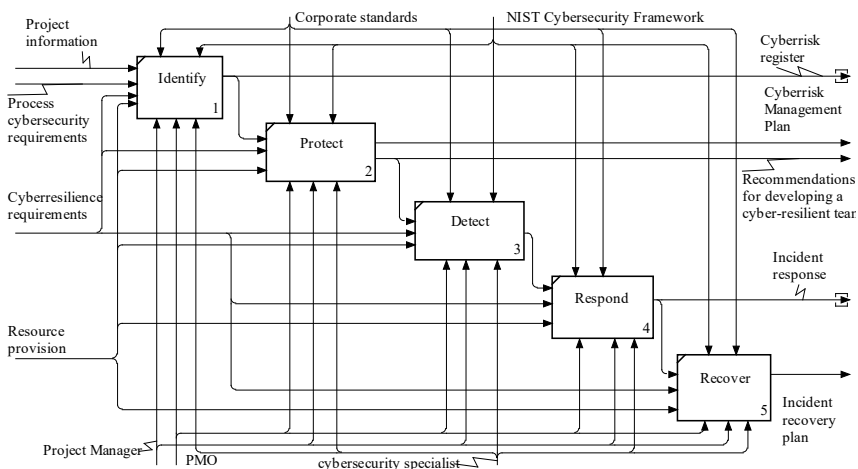 Corporate standards
NIST Cybersecurity Framework
Project
information
Cyberrisk
register
Identify
1
Process
cybersecurity
requirements
Cyberrisk
Management
Plan
Protect
2
Recommendations
for developing a
cyber-resilient team
Cyberresilience
requirements
Detect
3
Incident
response
Respond
4
Resource
provision
Recover
5
Incident
recovery
plan
Project Manager
PMO
cybersecurity specialist